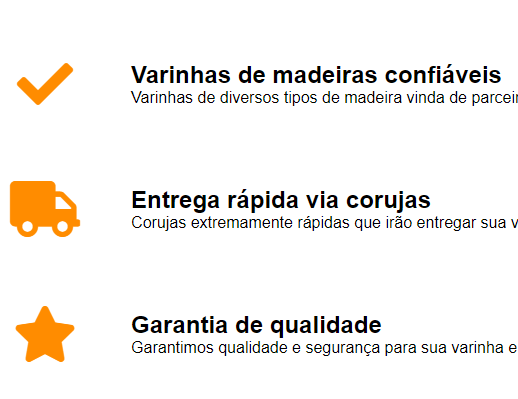 Varinhas de madeiras confiáveis
Varinhas de diversos tipos de madeira vinda de
Entrega rápida via corujas
Corujas extremamente rápidas que irão entregar sua
Garantia de qualidade
Garantimos qualidade e segurança para sua varinha e